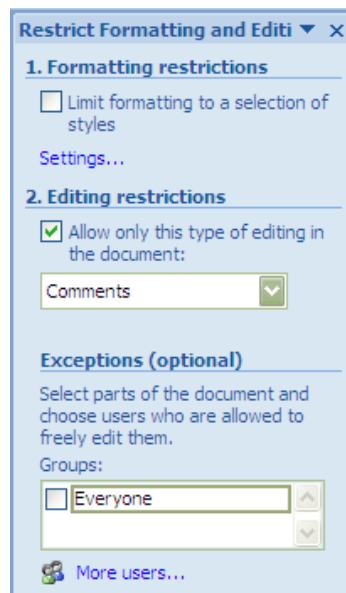 Restrict Formatting and Editi
1. Formatting restrictions
Limit formatting to a selection of
styles
Settings...
2. Editing restrictions
Allow only this type of editing in
the document:
Comments
Exceptions (optional)
Select parts of the document and
choose users who are allowed to
freely edit them.
Groups:
Everyone
More users...